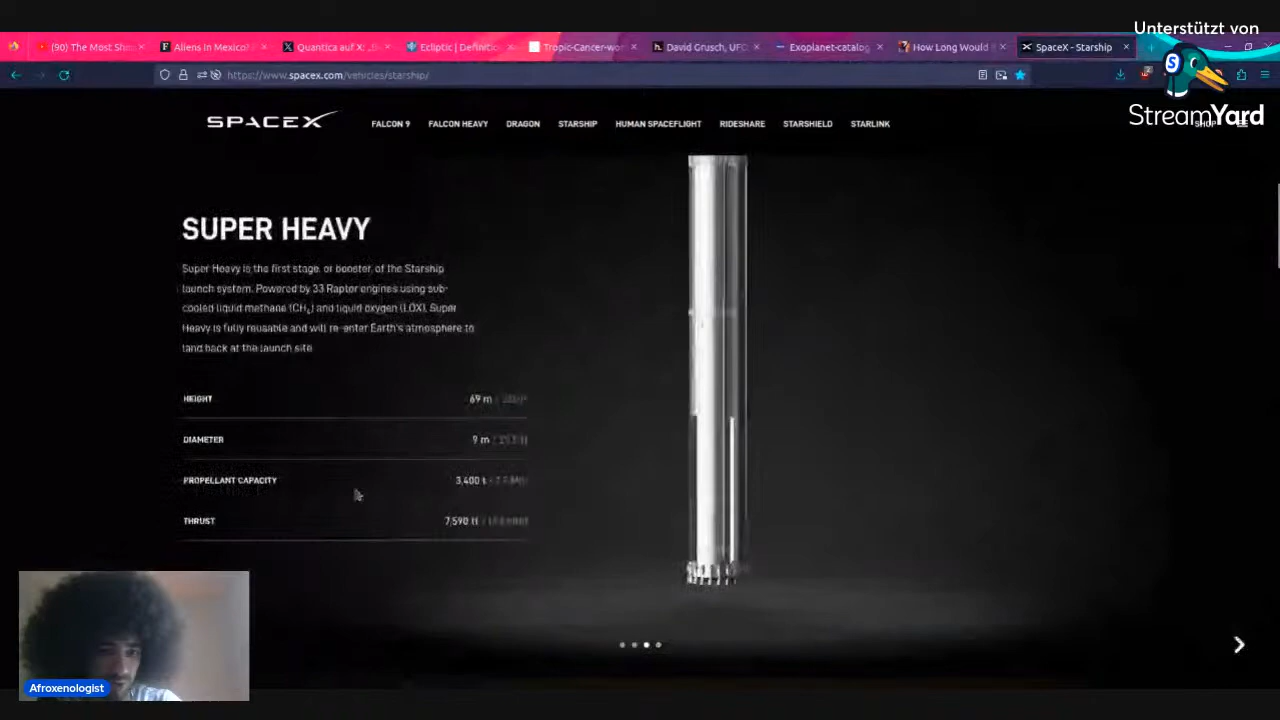 Unterstützt von
StreamYard
(90) The Most Sh
Aliens in Mexico?
Quantica auf X:
Ecliptic | Definiti
Tropic-Cancer-wo
David Grusch, UFO
Exoplanet-catalog
How Long Would
SpaceX - Starship
https://www.spacex.com/vehicles/starship/
SPACEX
FALCON 9
FALCON HEAVY
DRAGON
STARSHIP
HUMAN SPACEFLIGHT
RIDESHARE
STARSHIELD
STARLINK
SHOP
SUPER HEAVY
Super Heavy is the first stage, or booster, of the Starship
launch system. Powered by 33 Raptor engines using sub-
cooled liquid methane (CH₄) and liquid oxygen (LOX), Super
Heavy is fully reusable and will re-enter Earth's atmosphere to
land back at the launch site.
HEIGHT 69 m
DIAMETER 9 m
PROPELLANT CAPACITY 3,400 t
THRUST 7,590 tf
Afroxenologist